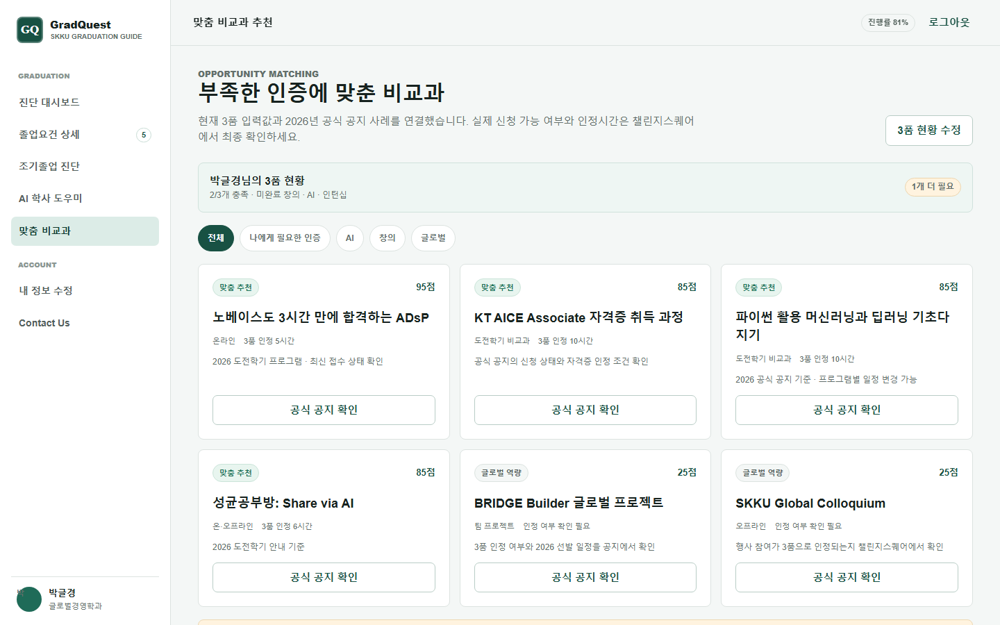 GQ
GradQuest
SKKU GRADUATION GUIDE
GRADUATION
진단 대시보드
졸업요건 상세
5
조기졸업 진단
AI 학사 도우미
맞춤 비교과
ACCOUNT
내 정보 수정
Contact Us
박
박글경
글로벌경영학과
맞춤 비교과 추천
진행률 81%
로그아웃
OPPORTUNITY MATCHING
부족한 인증에 맞춘 비교과
현재 3품 입력값과 2026년 공식 공지 사례를 연결했습니다. 실제 신청 가능 여부와 인정시간은 챌린지스퀘어
에서 최종 확인하세요.
3품 현황 수정
박글경님의 3품 현황
2/3개 충족 · 미완료 창의 · AI · 인턴십
1개 더 필요
전체
나에게 필요한 인증
AI
창의
글로벌
맞춤 추천
95점
노베이스도 3시간 만에 합격하는 ADsP
온라인 3품 인정 5시간
2026 도전학기 프로그램 · 최신 접수 상태 확인
공식 공지 확인
맞춤 추천
85점
KT AICE Associate 자격증 취득 과정
도전학기 비교과 3품 인정 10시간
공식 공지의 신청 상태와 자격증 인정 조건 확인
공식 공지 확인
맞춤 추천
85점
파이썬 활용 머신러닝과 딥러닝 기초다
지기
도전학기 비교과 3품 인정 10시간
2026 공식 공지 기준 · 프로그램별 일정 변경 가능
공식 공지 확인
맞춤 추천
85점
성균공부방: Share via AI
온·오프라인 3품 인정 6시간
2026 도전학기 안내 기준
공식 공지 확인
글로벌 역량
25점
BRIDGE Builder 글로벌 프로젝트
팀 프로젝트 인정 여부 확인 필요
3품 인정 여부와 2026 선발 일정을 공지에서 확인
공식 공지 확인
글로벌 역량
25점
SKKU Global Colloquium
오프라인 인정 여부 확인 필요
행사 참여가 3품으로 인정되는지 챌린지스퀘어에서 확인
공식 공지 확인